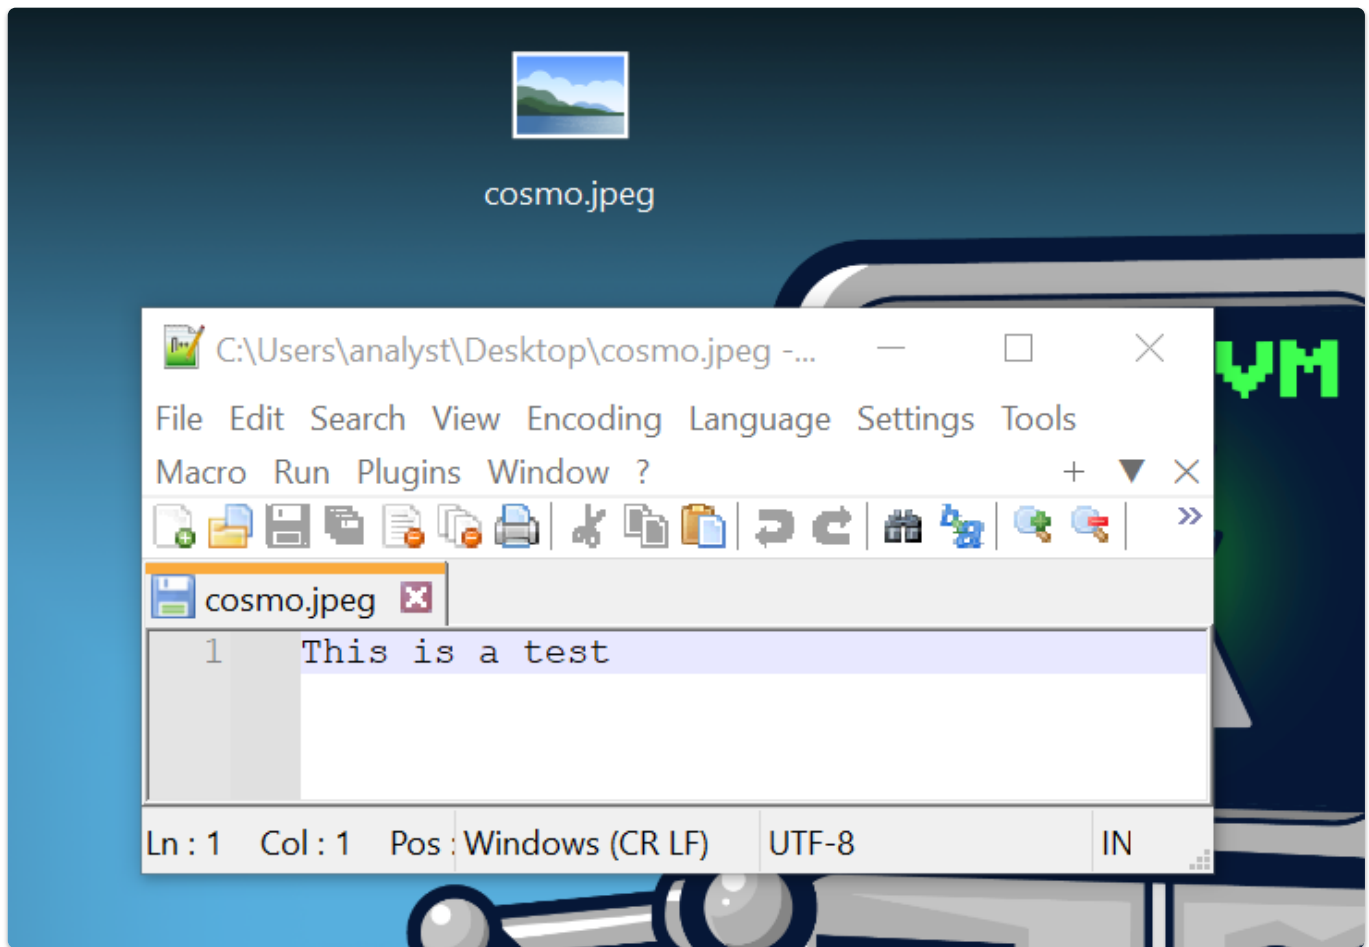 cosmo.jpeg
VM
C:\Users\analyst\Desktop\cosmo.jpeg -...
File Edit Search View Encoding Language Settings Tools
Macro Run Plugins Window ? + ▼ ×
cosmo.jpeg
1 This is a test
Ln : 1 Col : 1 Pos : Windows (CR LF) UTF-8 IN